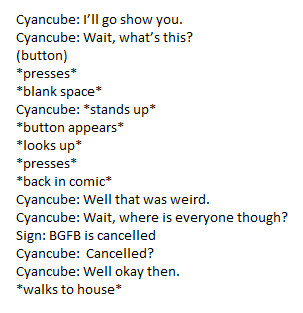 Cyancube: I’ll go show you.
Cyancube: Wait, what’s this?
(button)
*presses*
*blank space*
Cyancube: *stands up*
*button appears*
*looks up*
*presses*
*back in comic*
Cyancube: Well that was weird.
Cyancube: Wait, where is everyone though?
Sign: BGFB is cancelled
Cyancube:  Cancelled?
Cyancube: Well okay then.
*walks to house*